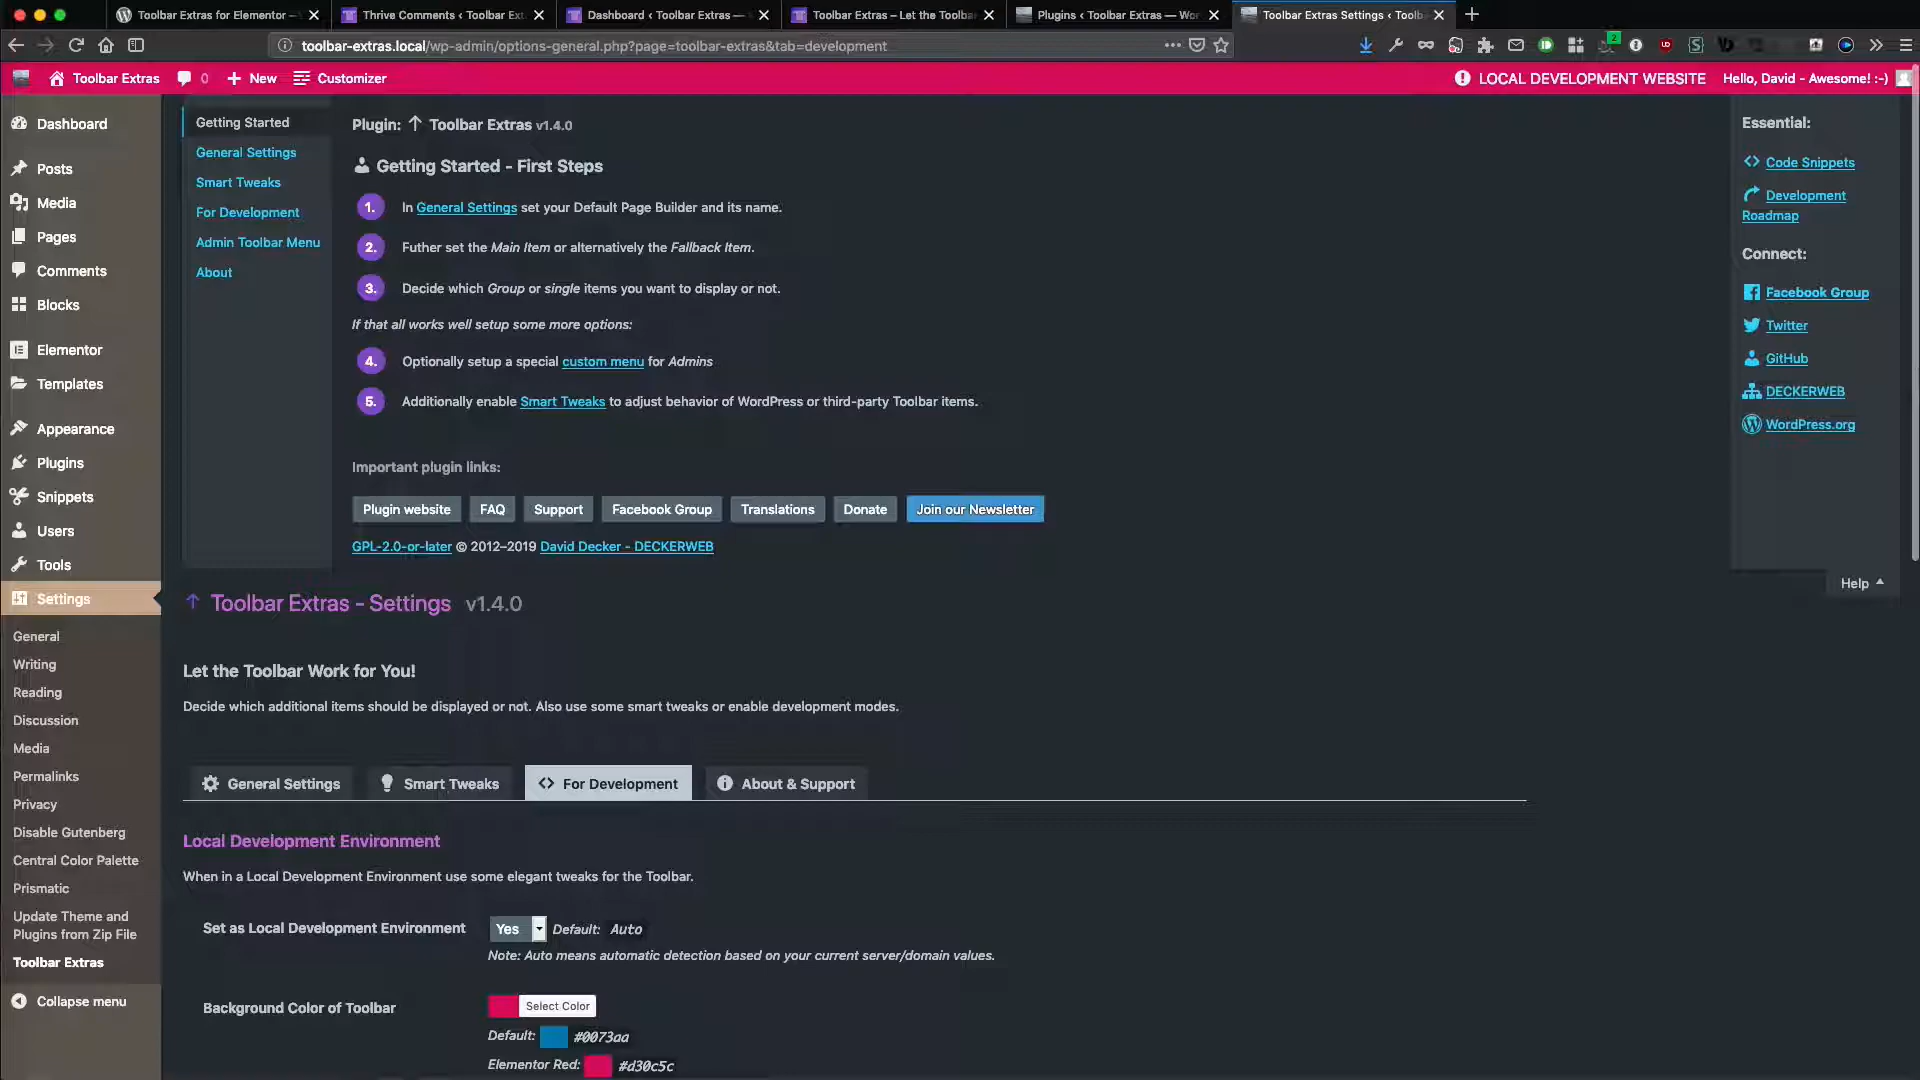 Toolbar Extras for Elementor –
Thrive Comments ‹ Toolbar Ext
Dashboard ‹ Toolbar Extras —
Toolbar Extras – Let the Toolba
Plugins ‹ Toolbar Extras — Wor
Toolbar Extras Settings ‹ Toolb
toolbar-extras.local/wp-admin/options-general.php?page=toolbar-extras&tab=development
2
Toolbar Extras
0
New
Customizer
LOCAL DEVELOPMENT WEBSITE
Hello, David - Awesome! :-)
Dashboard
Posts
Media
Pages
Comments
Blocks
Elementor
Templates
Appearance
Plugins
Snippets
Users
Tools
Settings
General
Writing
Reading
Discussion
Media
Permalinks
Privacy
Disable Gutenberg
Central Color Palette
Prismatic
Update Theme and
Plugins from Zip File
Toolbar Extras
Collapse menu
Getting Started
General Settings
Smart Tweaks
For Development
Admin Toolbar Menu
About
Plugin: Toolbar Extras v1.4.0
Getting Started - First Steps
1. In General Settings set your Default Page Builder and its name.
2. Futher set the Main Item or alternatively the Fallback Item.
3. Decide which Group or single items you want to display or not.
If that all works well setup some more options:
4. Optionally setup a special custom menu for Admins
5. Additionally enable Smart Tweaks to adjust behavior of WordPress or third-party Toolbar items.
Important plugin links:
Plugin website
FAQ
Support
Facebook Group
Translations
Donate
Join our Newsletter
GPL-2.0-or-later © 2012–2019 David Decker - DECKERWEB
Essential:
Code Snippets
Development
Roadmap
Connect:
Facebook Group
Twitter
GitHub
DECKERWEB
WordPress.org
Help
Toolbar Extras - Settings v1.4.0
Let the Toolbar Work for You!
Decide which additional items should be displayed or not. Also use some smart tweaks or enable development modes.
General Settings
Smart Tweaks
For Development
About & Support
Local Development Environment
When in a Local Development Environment use some elegant tweaks for the Toolbar.
Set as Local Development Environment
Yes
Default: Auto
Note: Auto means automatic detection based on your current server/domain values.
Background Color of Toolbar
Select Color
Default: #0073aa
Elementor Red: #d30c5c